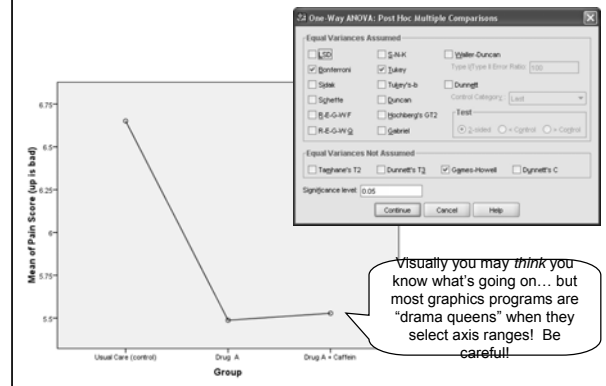 One-Way ANOVA: Post Hoc Multiple Comparisons
Equal Variances Assumed
LSD S-N-K Waller-Duncan
Bonferroni Tukey Type I/Type II Error Ratio: 100
Sidak Tukey's-b Dunnett
Scheffe Duncan Control Category: Last
R-E-G-W F Hochberg's GT2 Test
R-E-G-W Q Gabriel 2-sided < Control > Control
Equal Variances Not Assumed
Tamhane's T2 Dunnett's T3 Games-Howell Dunnett's C
Significance level: 0.05
Continue Cancel Help
Mean of Pain Score (up is bad)
6.75
6.5
6.25
6
5.75
5.5
Usual Care (control) Drug A Drug A + Caffein
Group
Visually you may think you
know what's going on… but
most graphics programs are
“drama queens” when they
select axis ranges! Be
careful!